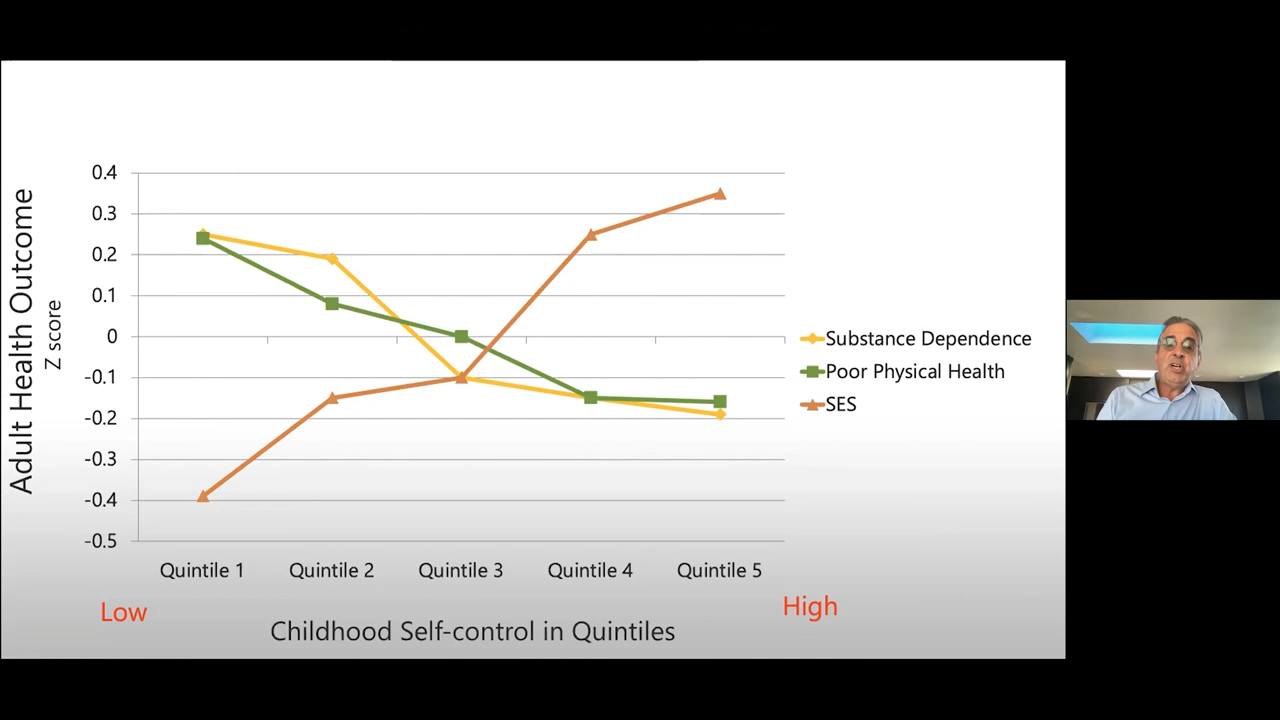 Adult Health Outcome
Z score
0.4
0.3
0.2
0.1
0
-0.1
-0.2
-0.3
-0.4
-0.5
Quintile 1 Quintile 2 Quintile 3 Quintile 4 Quintile 5
Low
High
Childhood Self-control in Quintiles
Substance Dependence
Poor Physical Health
SES